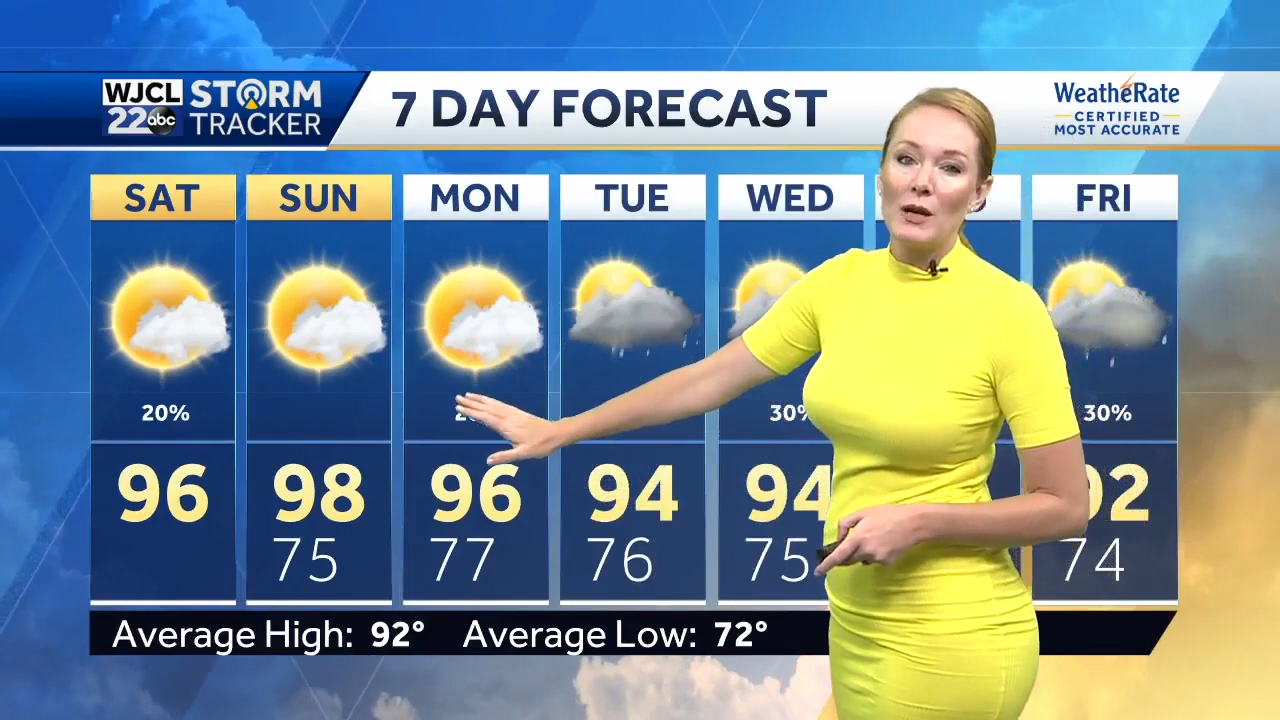 WJCL
22 abc
STORM
TRACKER
7 DAY FORECAST
WeatheRate
CERTIFIED
MOST ACCURATE
SAT
SUN
MON
TUE
WED
FRI
20%
30%
30%
96
98
96
94
94
92
75
77
76
75
74
Average High: 92° Average Low: 72°